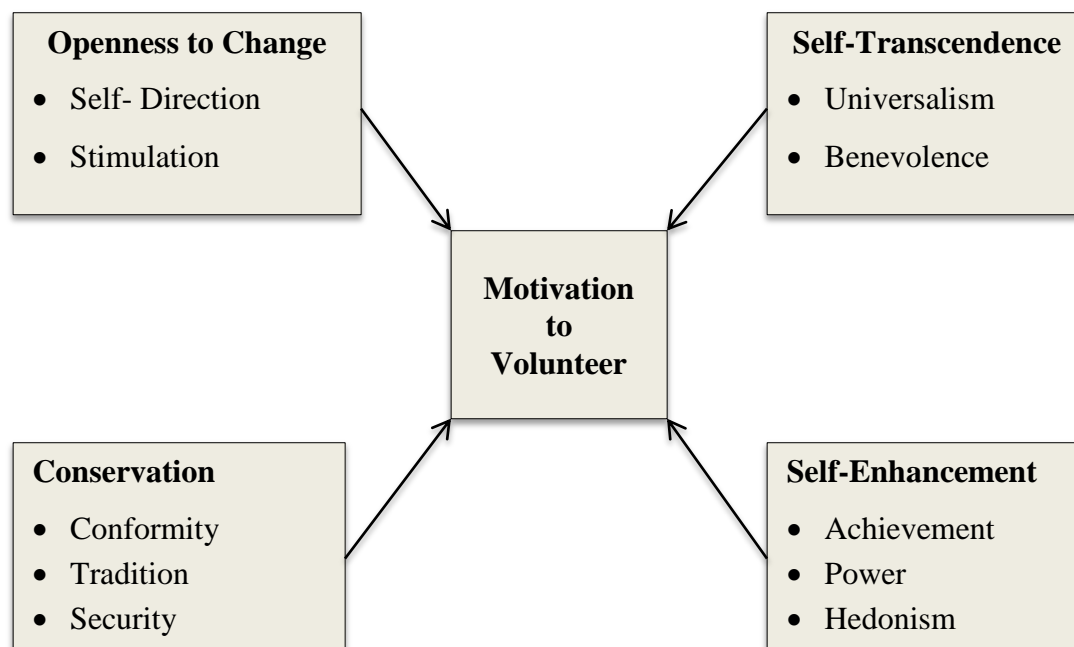 Openness to Change
• Self- Direction
• Stimulation
Self-Transcendence
• Universalism
• Benevolence
Motivation
to
Volunteer
Conservation
• Conformity
• Tradition
• Security
Self-Enhancement
• Achievement
• Power
• Hedonism